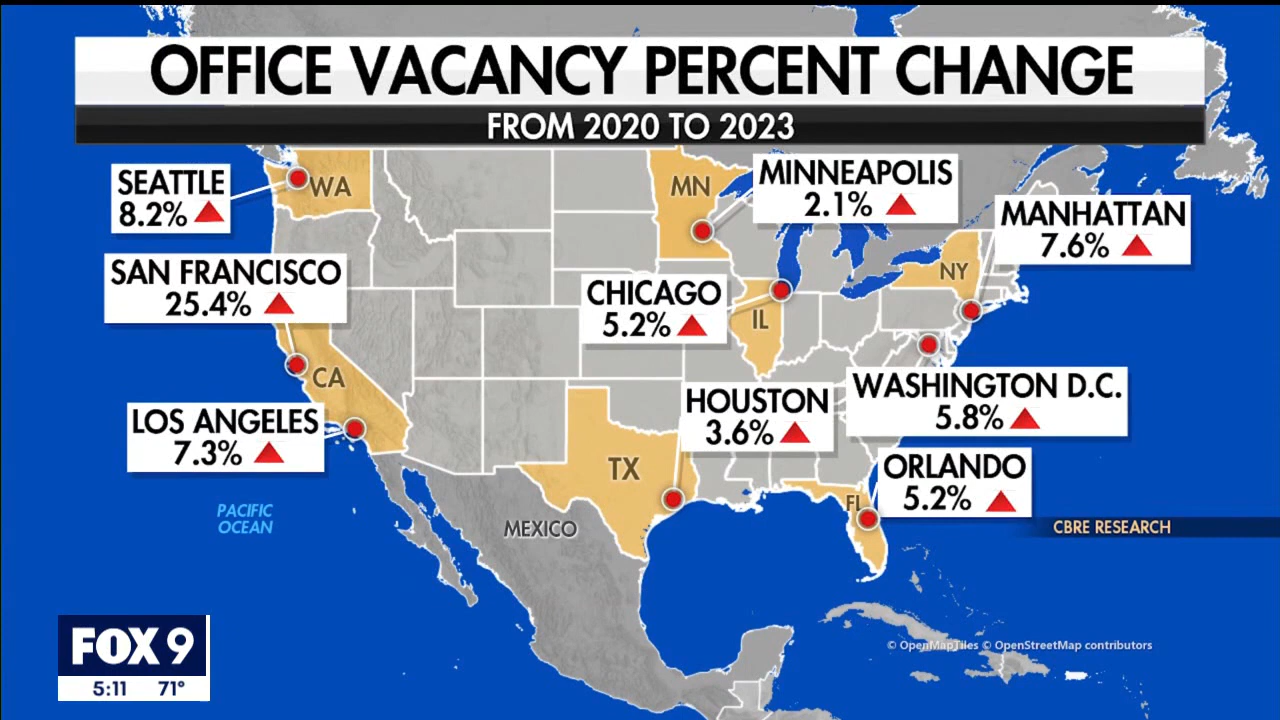 OFFICE VACANCY PERCENT CHANGE
FROM 2020 TO 2023
SEATTLE
8.2%
WA
MN
MINNEAPOLIS
2.1%
MANHATTAN
7.6%
NY
SAN FRANCISCO
25.4%
CHICAGO
5.2%
IL
CA
HOUSTON
3.6%
WASHINGTON D.C.
5.8%
LOS ANGELES
7.3%
TX
ORLANDO
5.2%
FL
PACIFIC
OCEAN
MEXICO
CBRE RESEARCH
FOX 9
5:11 71°
© OpenMapTiles © OpenStreetMap contributors